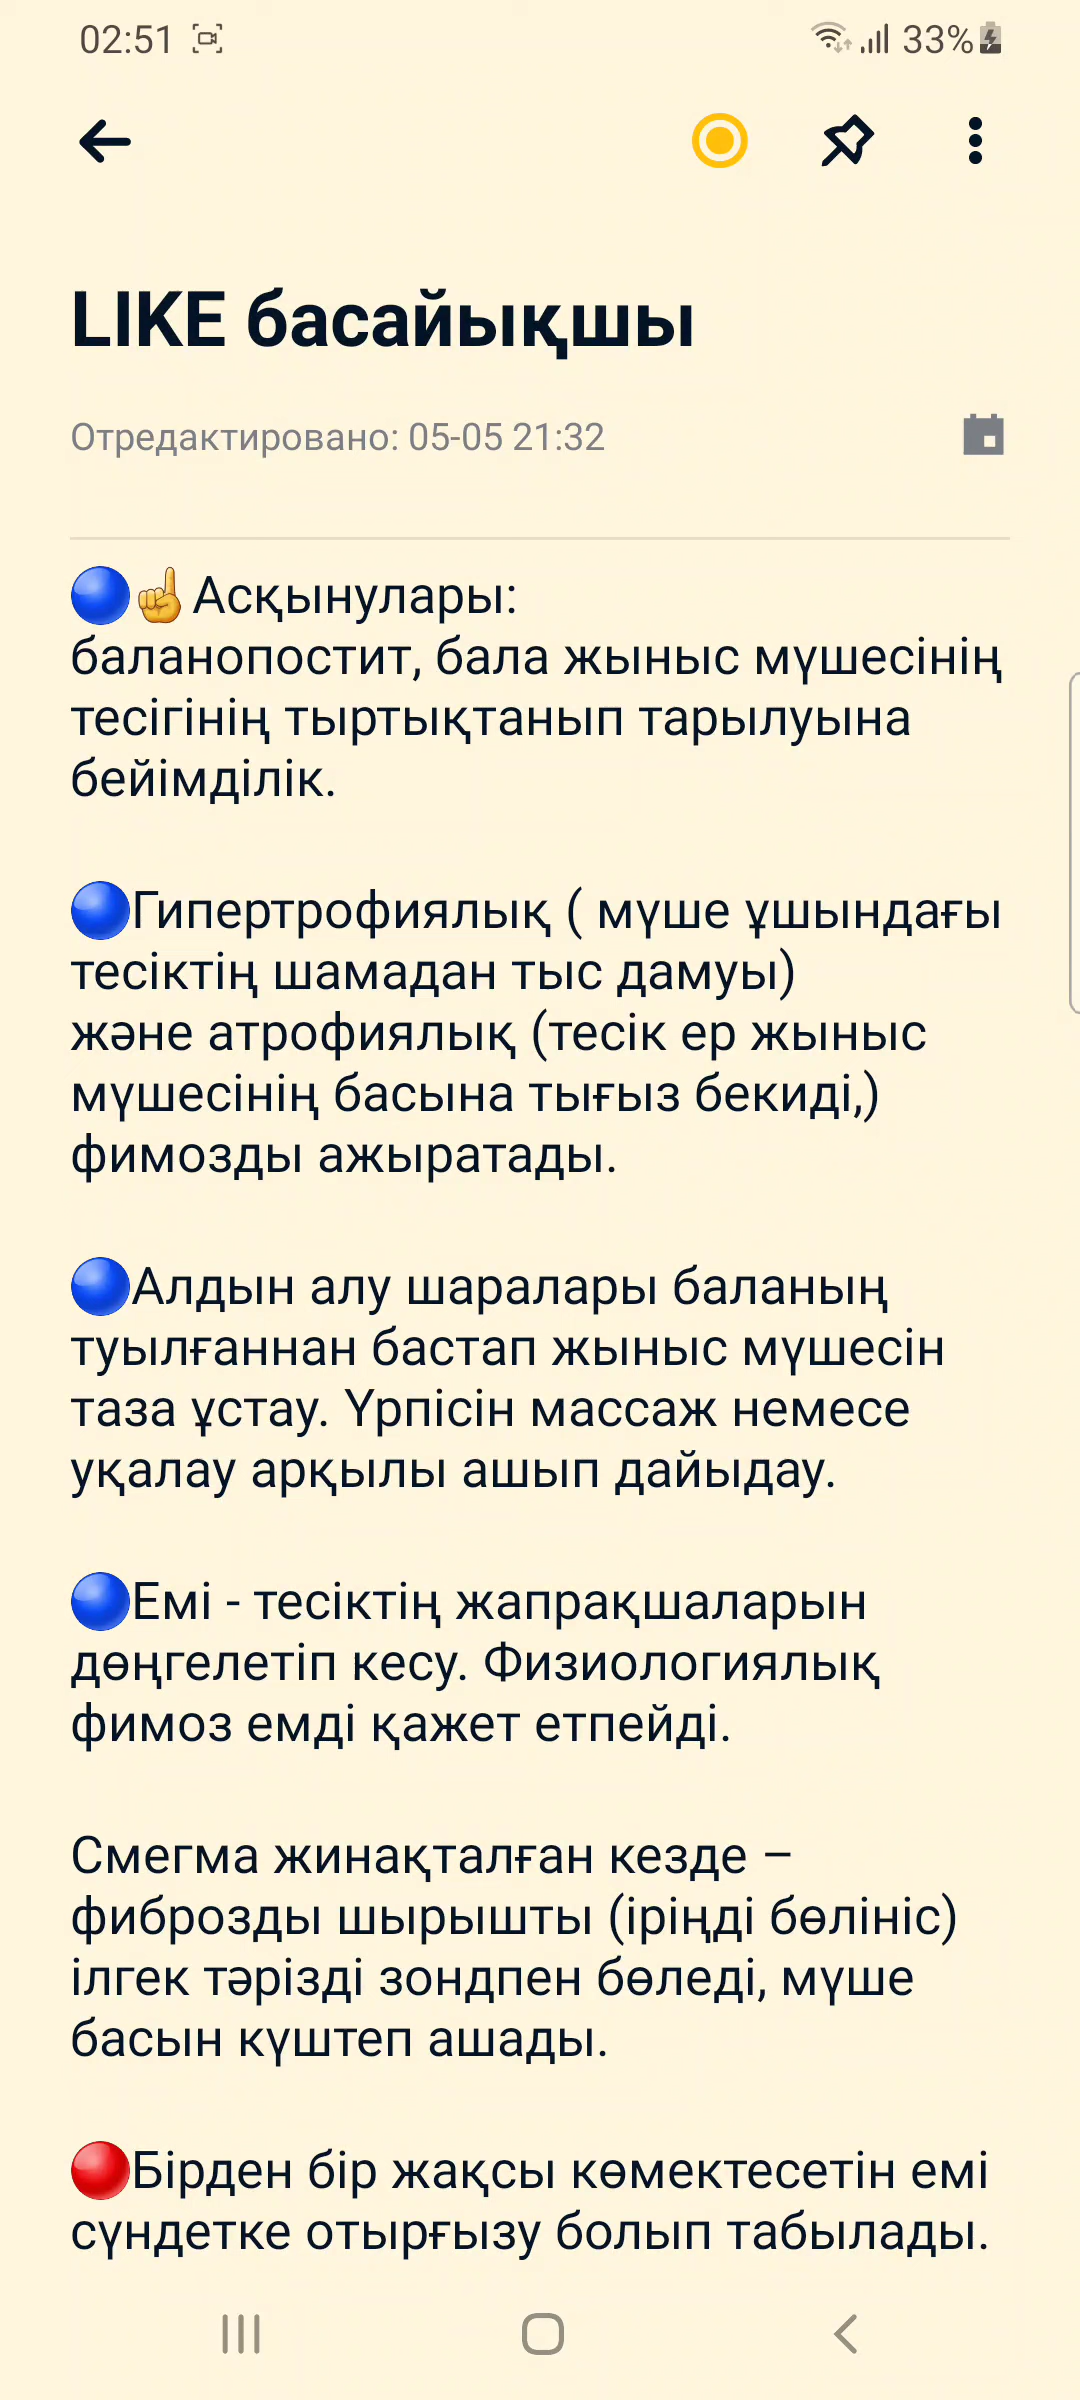 02:51
33%
LIKE басайықшы
Отредактировано: 05-05 21:32
🔵☝Асқынулары:
баланопостит, бала жыныс мүшесінің
тесігінің тыртықтанып тарылуына
бейімділік.
🔵Гипертрофиялық ( мүше ұшындағы
тесіктің шамадан тыс дамуы)
және атрофиялық (тесік ер жыныс
мүшесінің басына тығыз бекиді,)
фимозды ажыратады.
🔵Алдын алу шаралары баланың
туылғаннан бастап жыныс мүшесін
таза ұстау. Үрпісін массаж немесе
уқалау арқылы ашып дайыдау.
🔵Емі - тесіктің жапрақшаларын
дөңгелетіп кесу. Физиологиялық
фимоз емді қажет етпейді.
Смегма жинақталған кезде –
фиброзды шырышты (іріңді бөлініс)
ілгек тәрізді зондпен бөледі, мүше
басын күштеп ашады.
🔴Бірден бір жақсы көмектесетін емі
сүндетке отырғызу болып табылады.